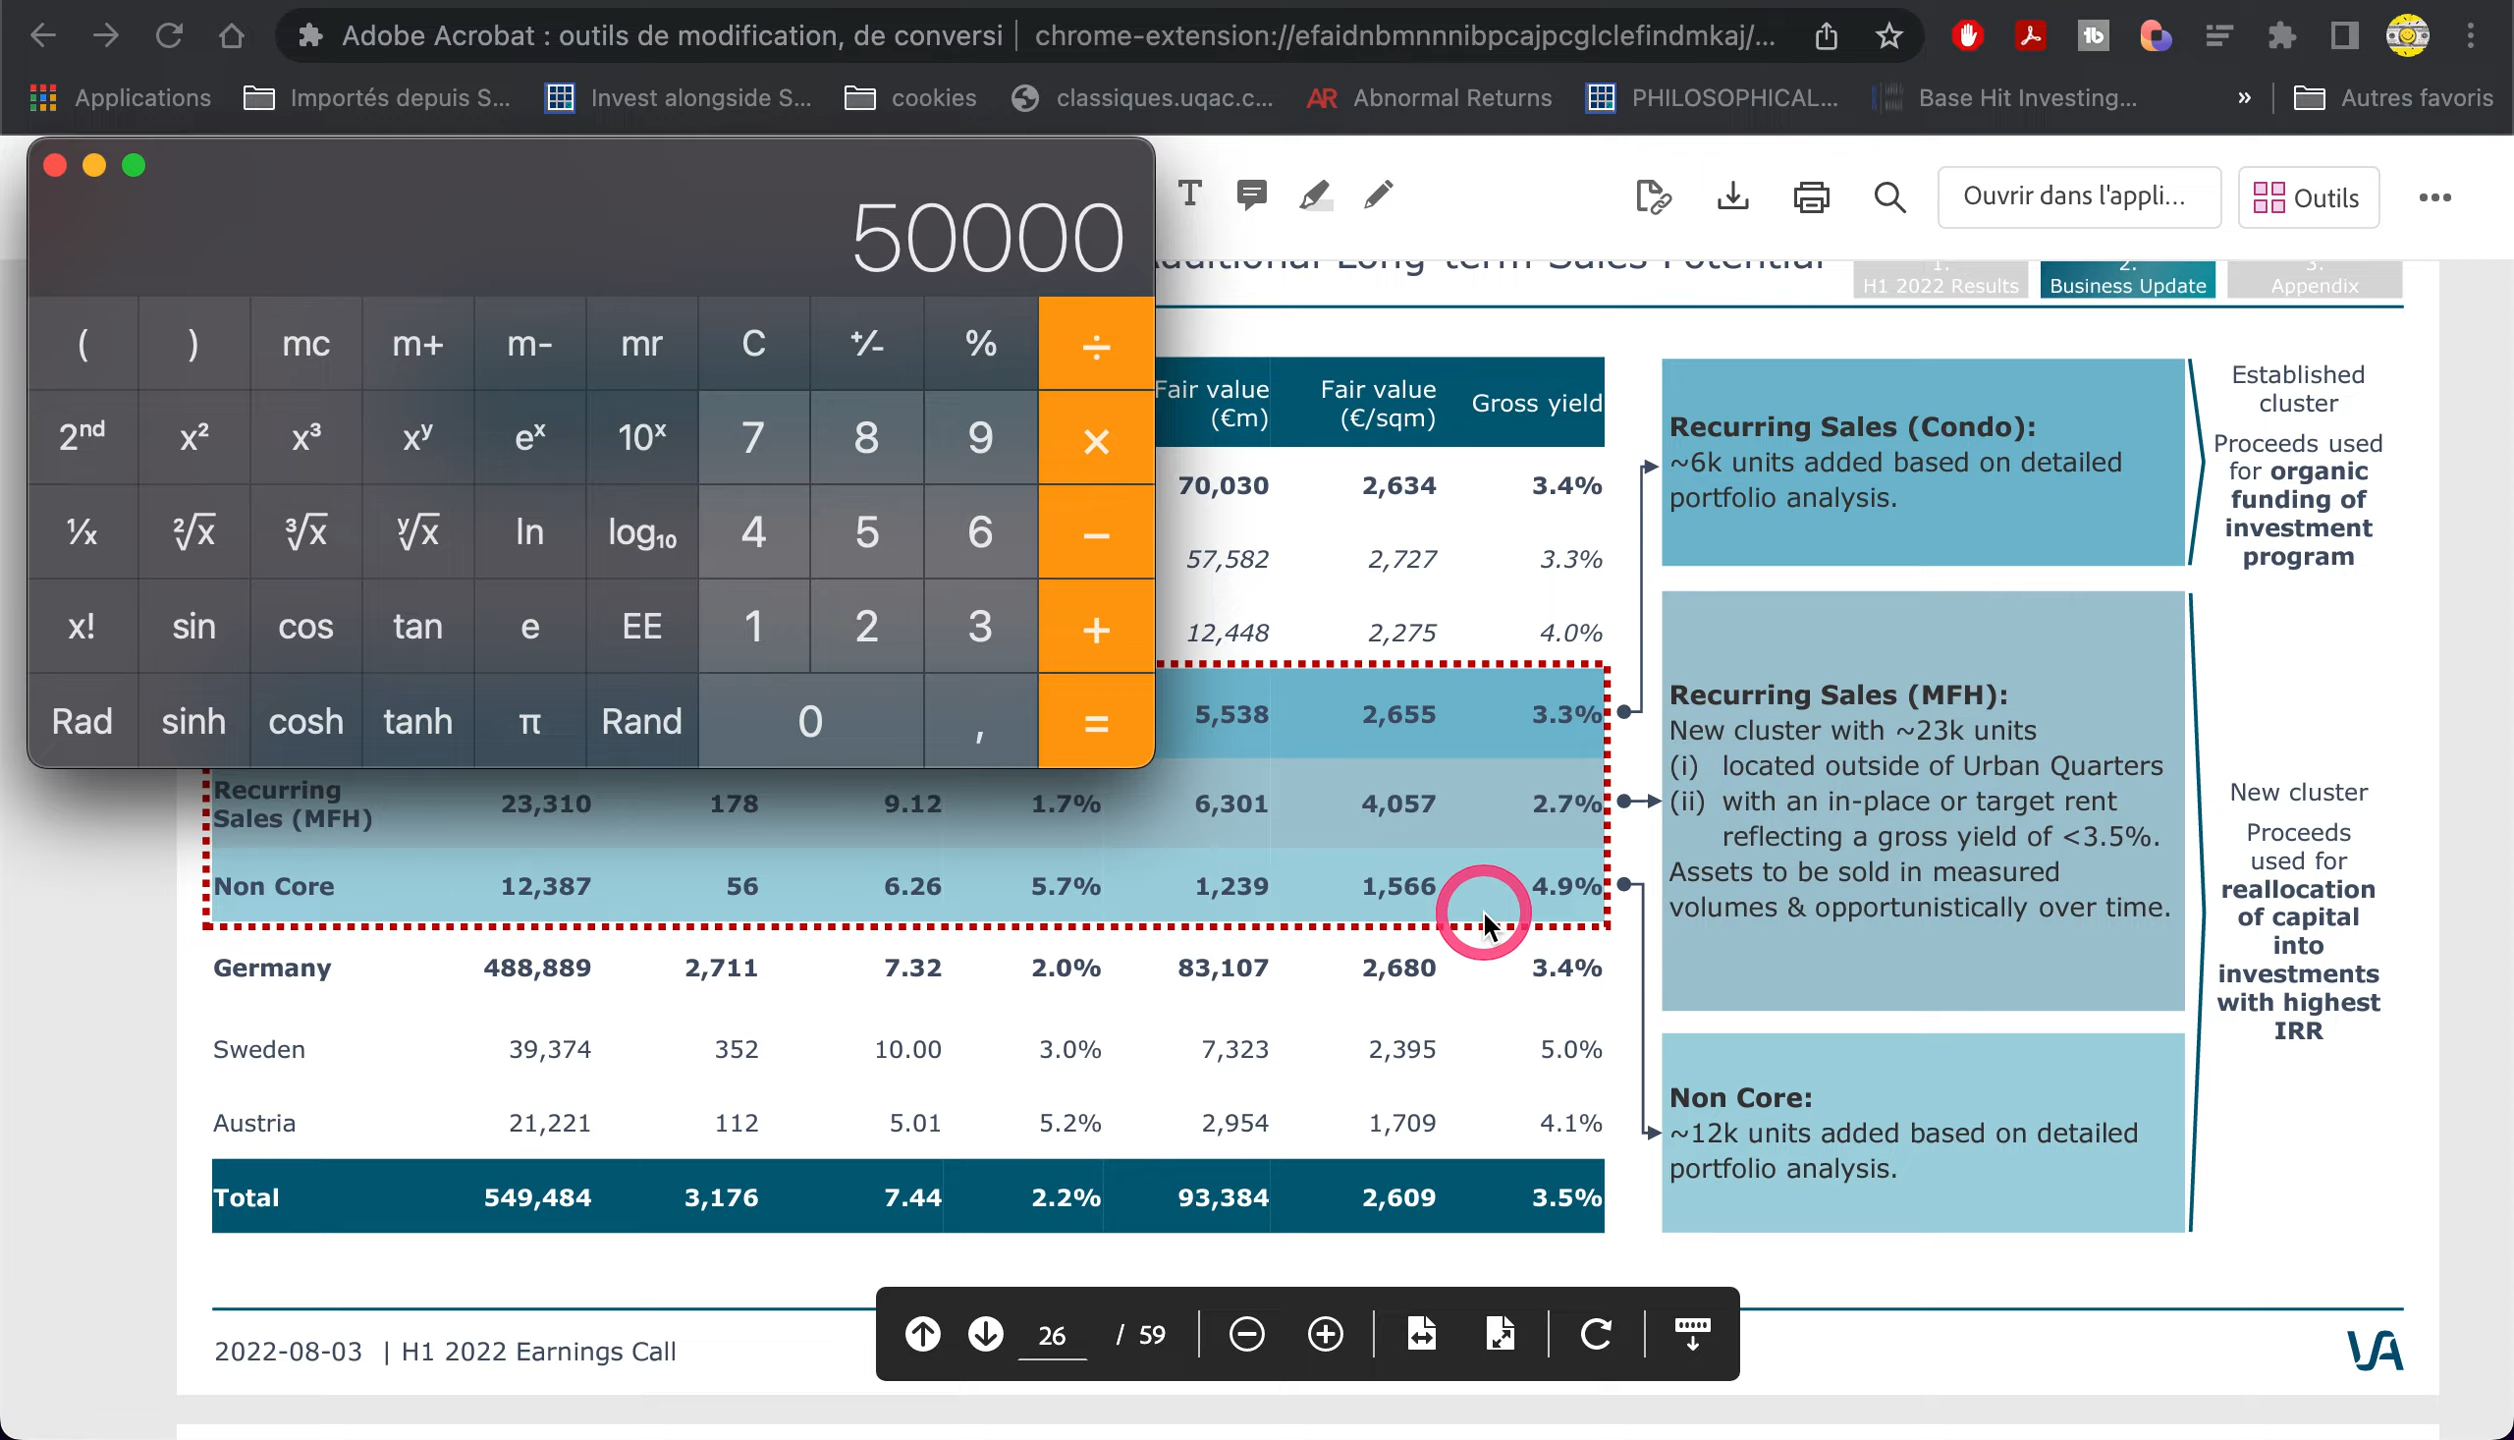 Adobe Acrobat : outils de modification, de conversi | chrome-extension://efaidnbmnnnibpcajpcglclefindmkaj/...
Applications Importés depuis S... Invest alongside S... cookies classiques.uqac.c... Abnormal Returns PHILOSOPHICAL... Base Hit Investing... » Autres favoris
50000
( ) mc m+ m- mr C ⁺⁄₋ % ÷
2nd x² x³ xʸ eˣ 10ˣ 7 8 9 ×
¹⁄ₓ ²√x ³√x ʸ√x ln log₁₀ 4 5 6 −
x! sin cos tan e EE 1 2 3 +
Rad sinh cosh tanh π Rand 0 , =
Ouvrir dans l'appli... Outils
Additional Long-term Sales Potential
1. H1 2022 Results
2. Business Update
3. Appendix
Fair value (€m) Fair value (€/sqm) Gross yield
70,030 2,634 3.4%
57,582 2,727 3.3%
12,448 2,275 4.0%
5,538 2,655 3.3%
Recurring Sales (MFH) 23,310 178 9.12 1.7% 6,301 4,057 2.7%
Non Core 12,387 56 6.26 5.7% 1,239 1,566 4.9%
Germany 488,889 2,711 7.32 2.0% 83,107 2,680 3.4%
Sweden 39,374 352 10.00 3.0% 7,323 2,395 5.0%
Austria 21,221 112 5.01 5.2% 2,954 1,709 4.1%
Total 549,484 3,176 7.44 2.2% 93,384 2,609 3.5%
Recurring Sales (Condo):
~6k units added based on detailed
portfolio analysis.
Recurring Sales (MFH):
New cluster with ~23k units
(i) located outside of Urban Quarters
(ii) with an in-place or target rent
reflecting a gross yield of <3.5%.
Assets to be sold in measured
volumes & opportunistically over time.
Non Core:
~12k units added based on detailed
portfolio analysis.
Established
cluster
Proceeds used
for organic
funding of
investment
program
New cluster
Proceeds
used for
reallocation
of capital
into
investments
with highest
IRR
2022-08-03 | H1 2022 Earnings Call
26 / 59